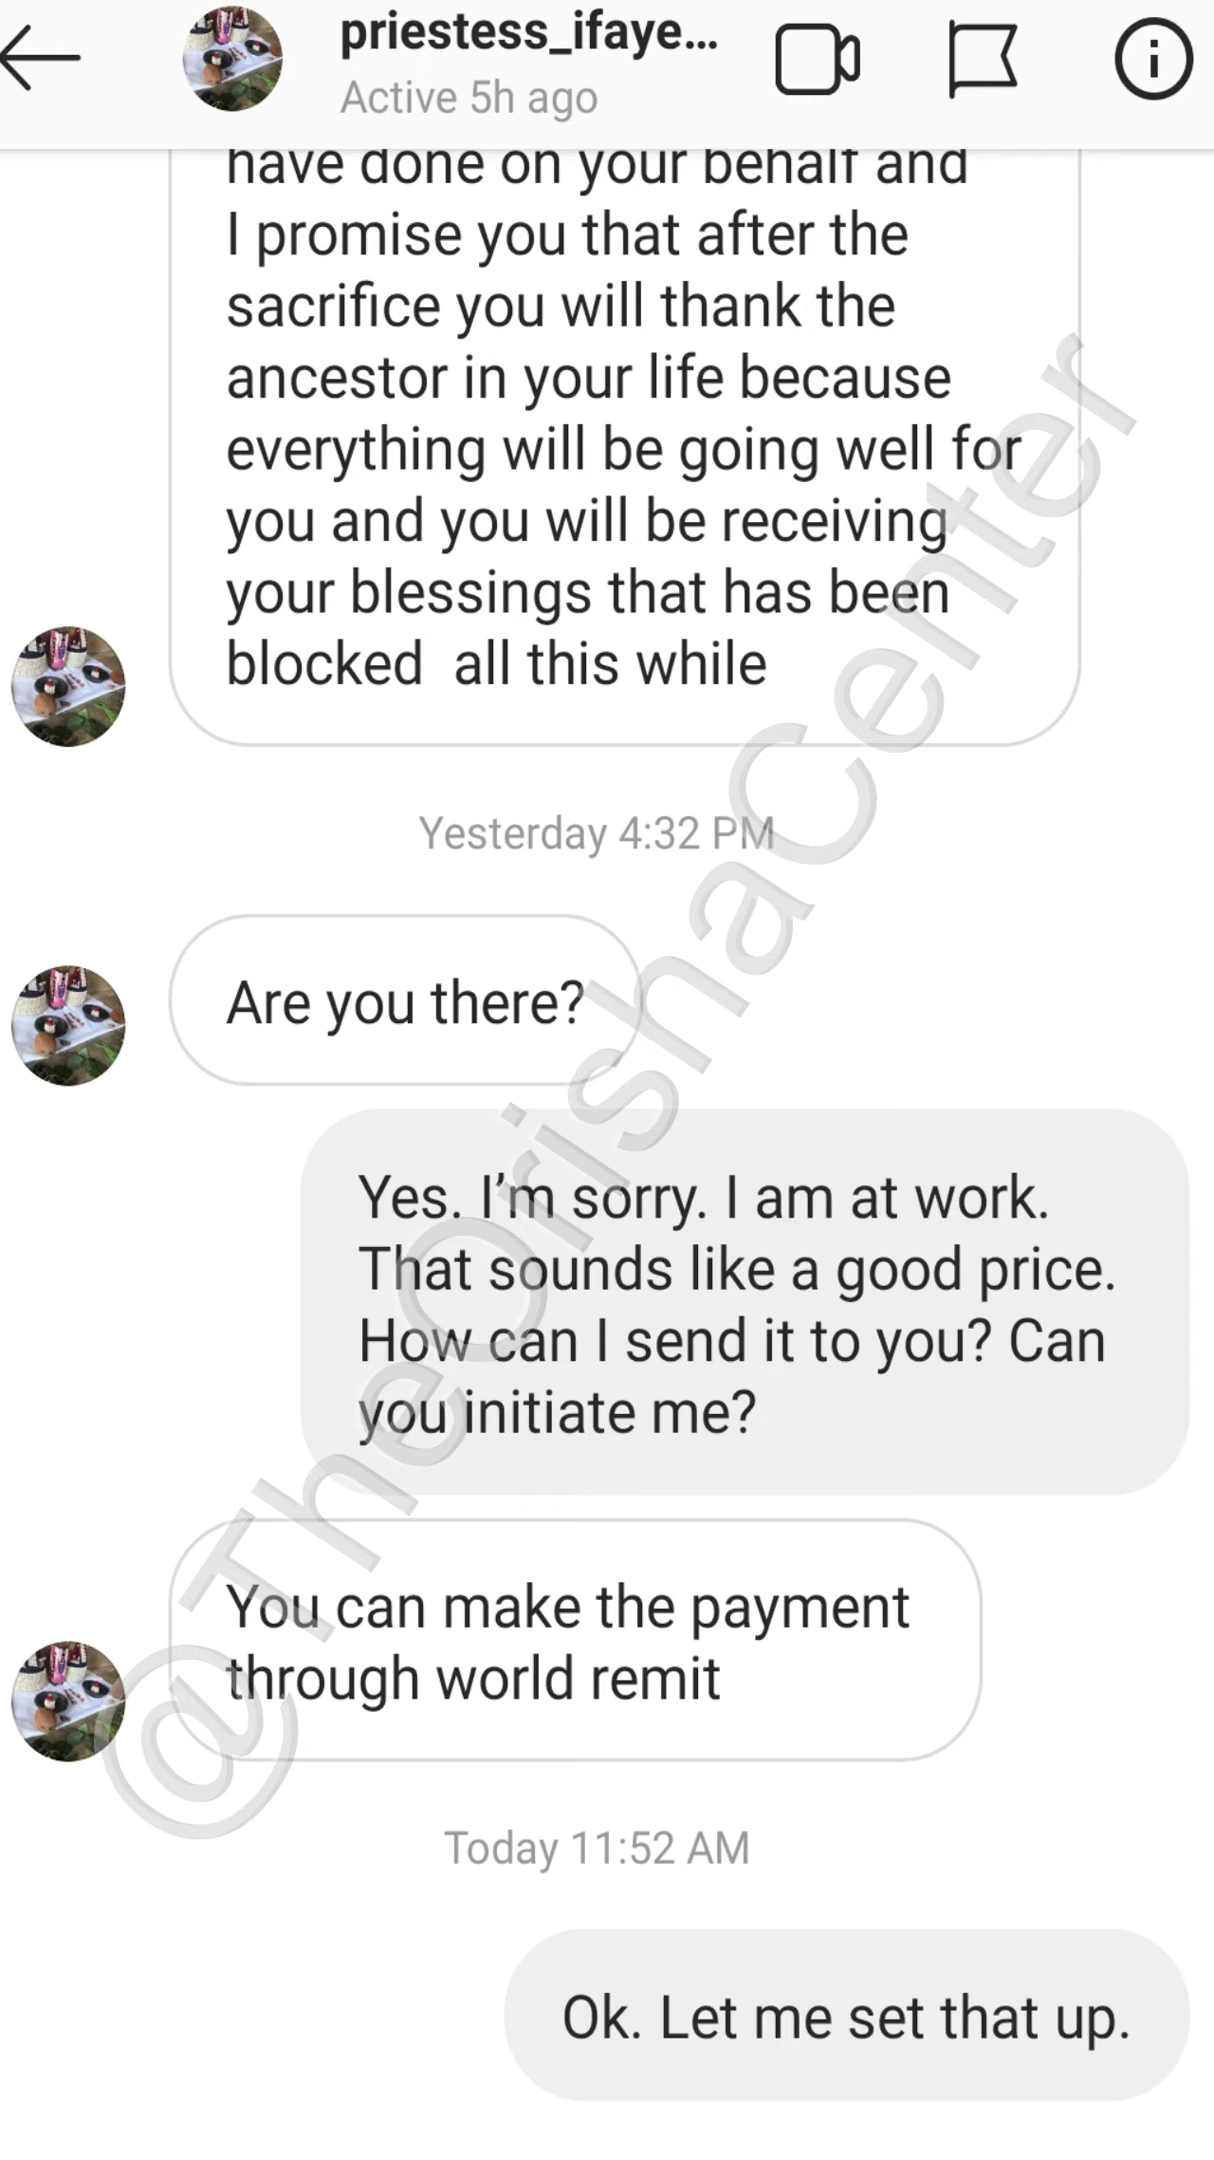 priestess_ifaye...
Active 5h ago
have done on your behalf and
I promise you that after the
sacrifice you will thank the
ancestor in your life because
everything will be going well for
you and you will be receiving
your blessings that has been
blocked  all this while
Yesterday 4:32 PM
Are you there?
Yes. I'm sorry. I am at work.
That sounds like a good price.
How can I send it to you? Can
you initiate me?
You can make the payment
through world remit
Today 11:52 AM
Ok. Let me set that up.
@TheOrishaCenter